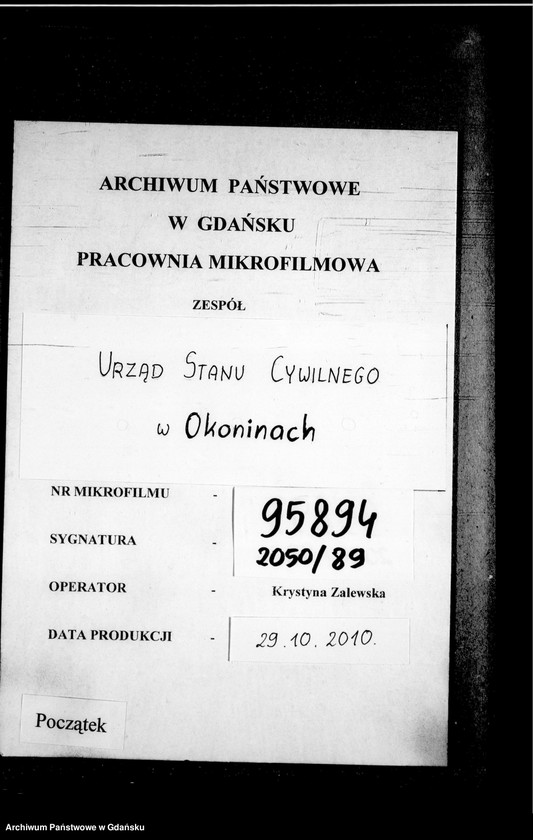 ARCHIWUM PAŃSTWOWE
W GDAŃSKU
PRACOWNIA MIKROFILMOWA
ZESPÓŁ
URZĄD STANU CYWILNEGO
w Okoninach
NR MIKROFILMU - 95894
SYGNATURA - 2050/89
OPERATOR - Krystyna Zalewska
DATA PRODUKCJI - 29.10.2010.
Początek
Archiwum Państwowe w Gdańsku